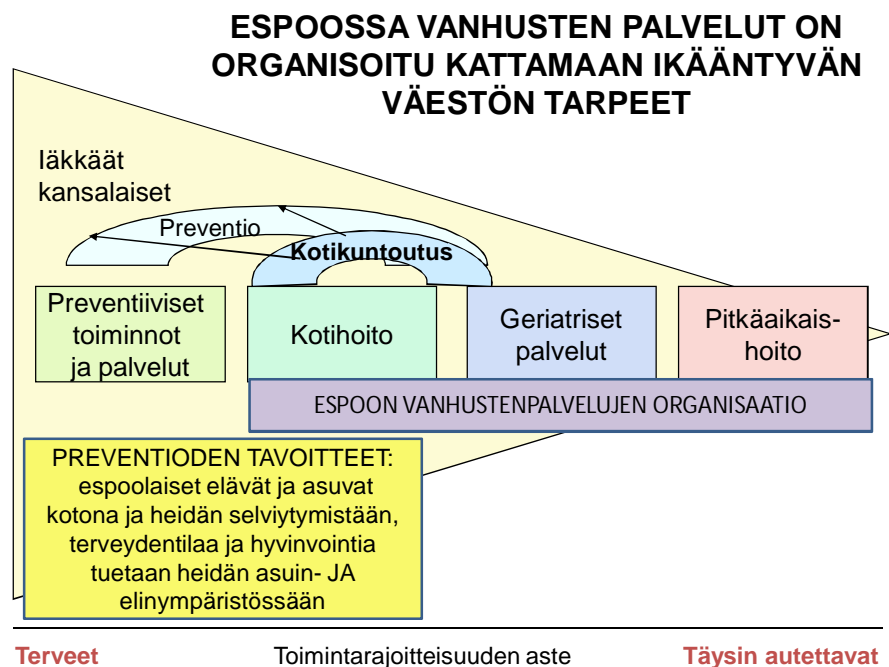 ESPOOSSA VANHUSTEN PALVELUT ON
ORGANISOITU KATTAMAAN IKÄÄNTYVÄN
VÄESTÖN TARPEET
Iäkkäät
kansalaiset
Preventio
Kotikuntoutus
Preventiiviset
toiminnot
ja palvelut
Kotihoito
Geriatriset
palvelut
Pitkäaikais-
hoito
ESPOON VANHUSTENPALVELUJEN ORGANISAATIO
PREVENTIODEN TAVOITTEET:
espoolaiset elävät ja asuvat
kotona ja heidän selviytymistään,
terveydentilaa ja hyvinvointia
tuetaan heidän asuin- JA
elinympäristössään
Terveet
Toimintarajoitteisuuden aste
Täysin autettavat